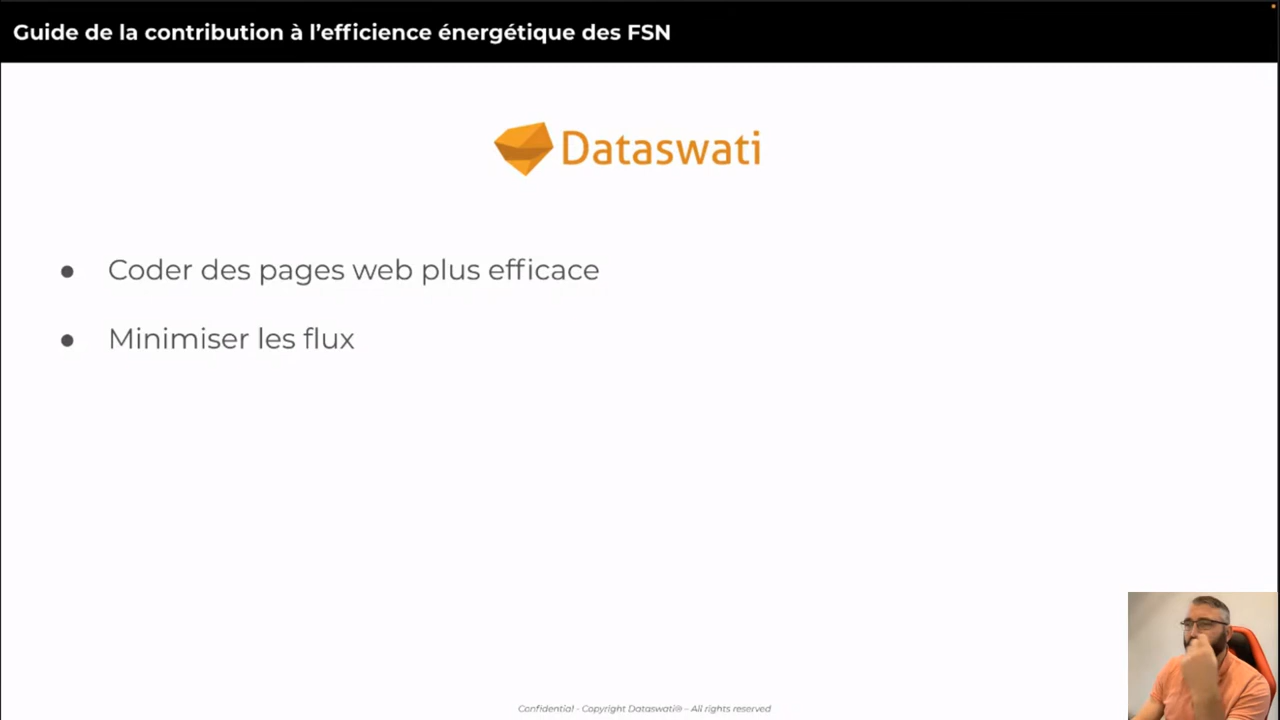 Guide de la contribution à l’efficience énergétique des FSN
Dataswati
● Coder des pages web plus efficace
● Minimiser les flux
Confidential - Copyright Dataswati® - All rights reserved